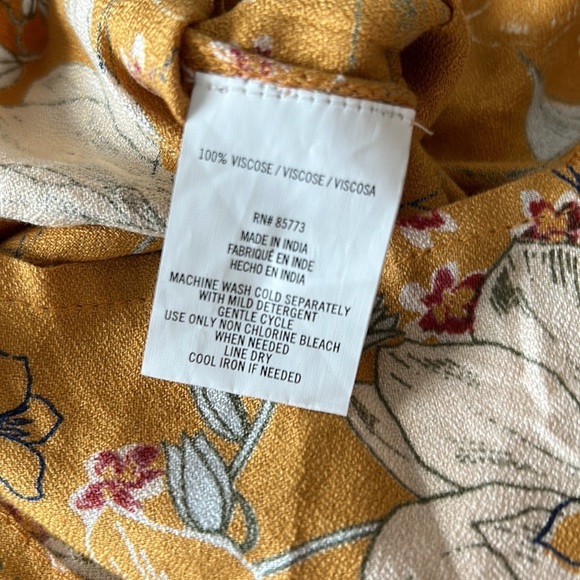 100% VISCOSE / VISCOSE / VISCOSA
RN# 85773
MADE IN INDIA
FABRIQUÉ EN INDE
HECHO EN INDIA
MACHINE WASH COLD SEPARATELY
WITH MILD DETERGENT
GENTLE CYCLE
USE ONLY NON CHLORINE BLEACH
WHEN NEEDED
LINE DRY
COOL IRON IF NEEDED